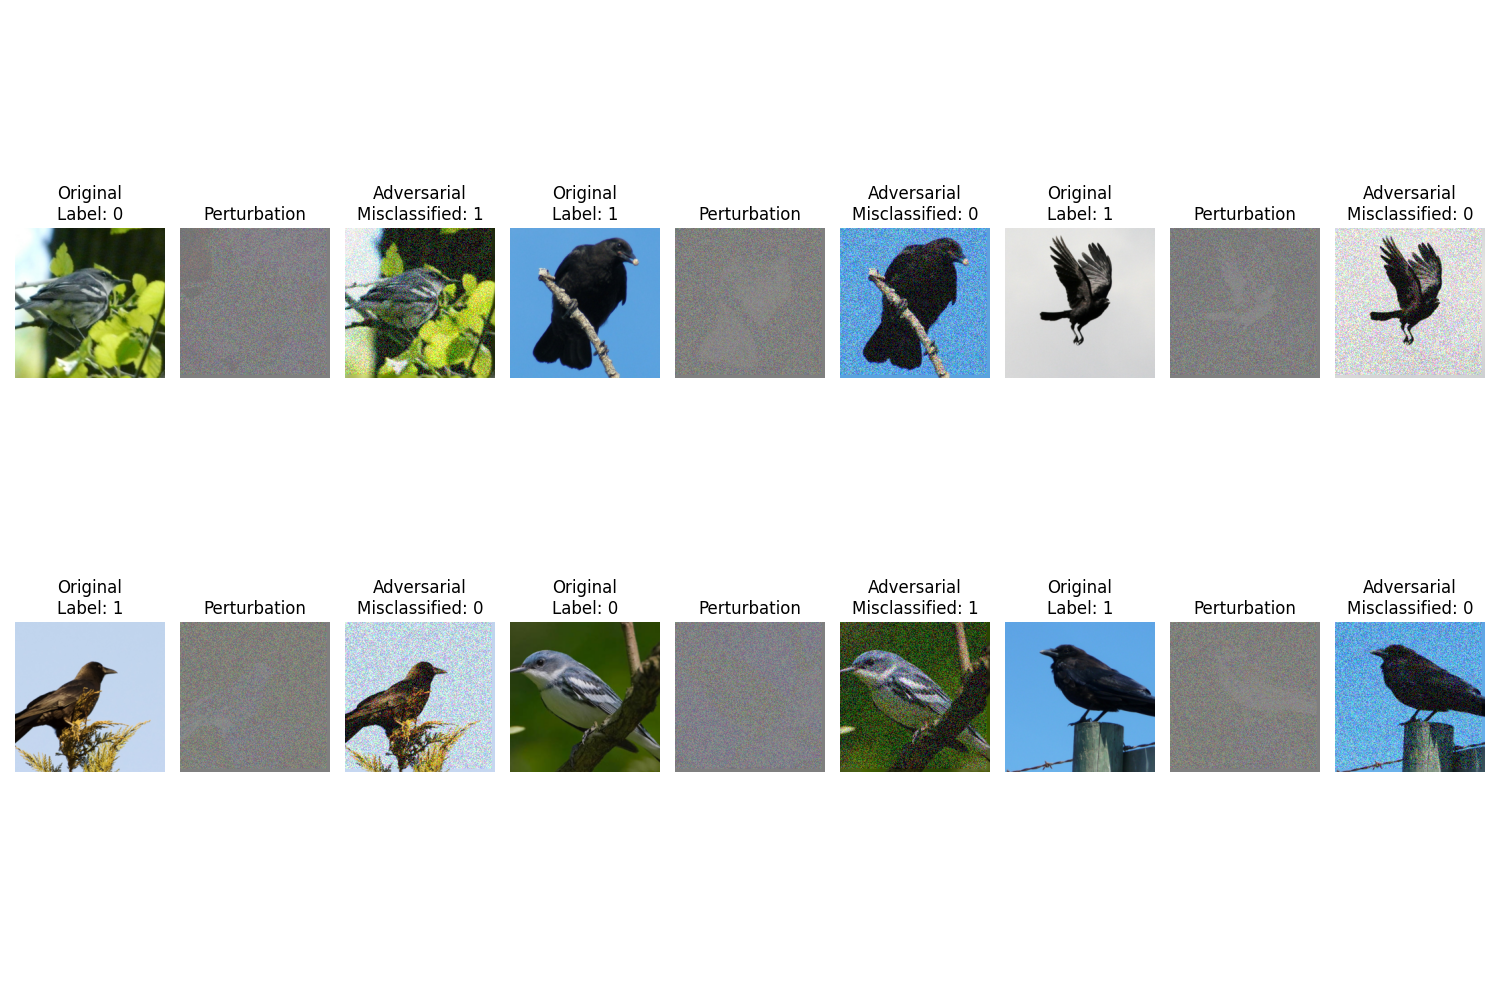 Original
Label: 0
Perturbation
Adversarial
Misclassified: 1
Original
Label: 1
Perturbation
Adversarial
Misclassified: 0
Original
Label: 1
Perturbation
Adversarial
Misclassified: 0
Original
Label: 1
Perturbation
Adversarial
Misclassified: 0
Original
Label: 0
Perturbation
Adversarial
Misclassified: 1
Original
Label: 1
Perturbation
Adversarial
Misclassified: 0